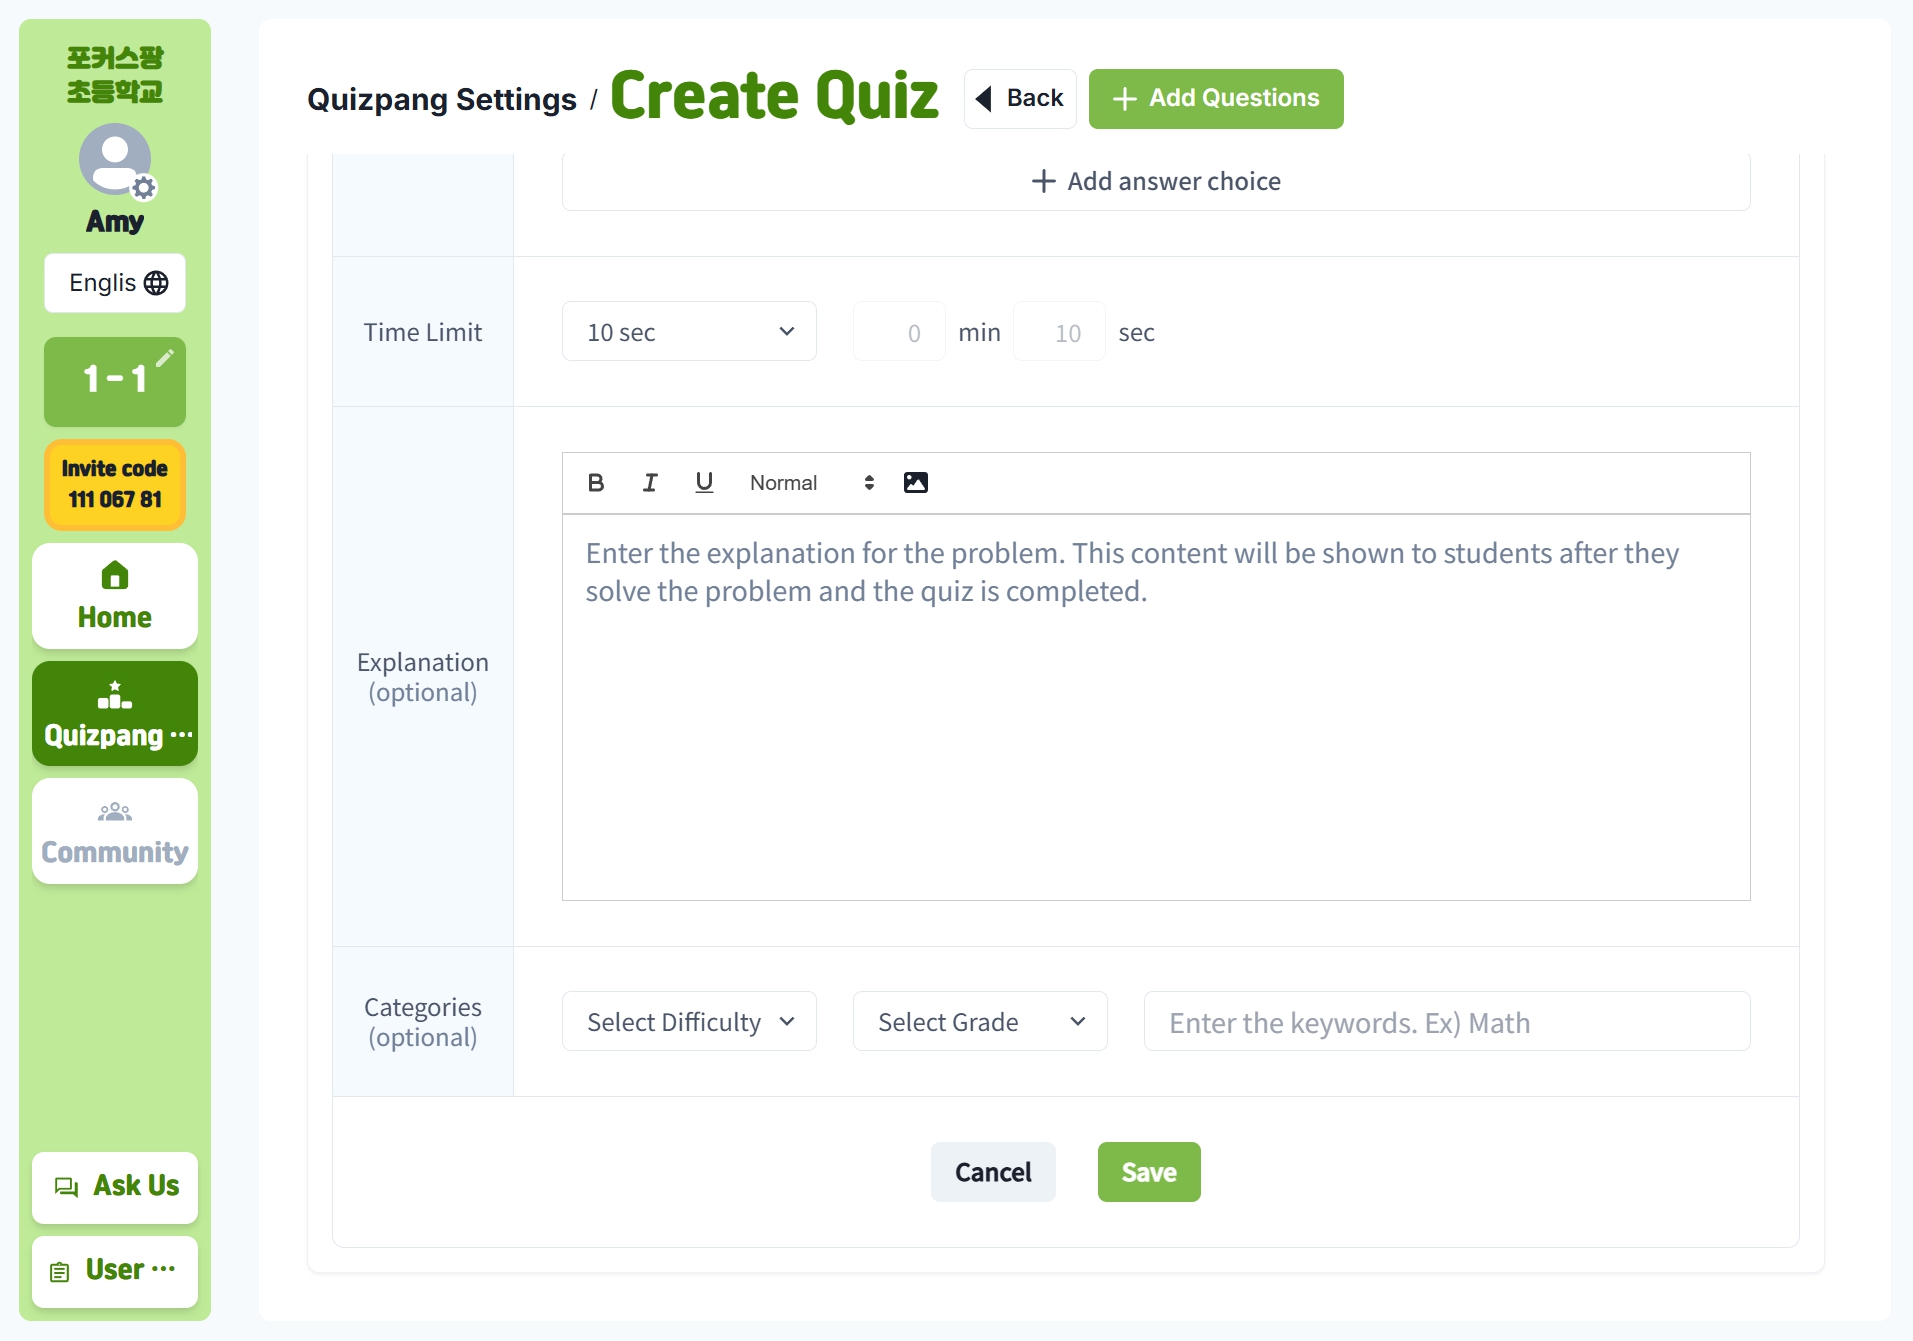 포커스팡
초등학교
Amy
Englis
1 - 1
Invite code
111 067 81
Home
Quizpang ···
Community
Ask Us
User ···
Quizpang Settings / Create Quiz
Back
Add Questions
Add answer choice
Time Limit
10 sec
0 min 10 sec
B I U Normal
Enter the explanation for the problem. This content will be shown to students after they
solve the problem and the quiz is completed.
Explanation
(optional)
Categories
(optional)
Select Difficulty
Select Grade
Enter the keywords. Ex) Math
Cancel
Save